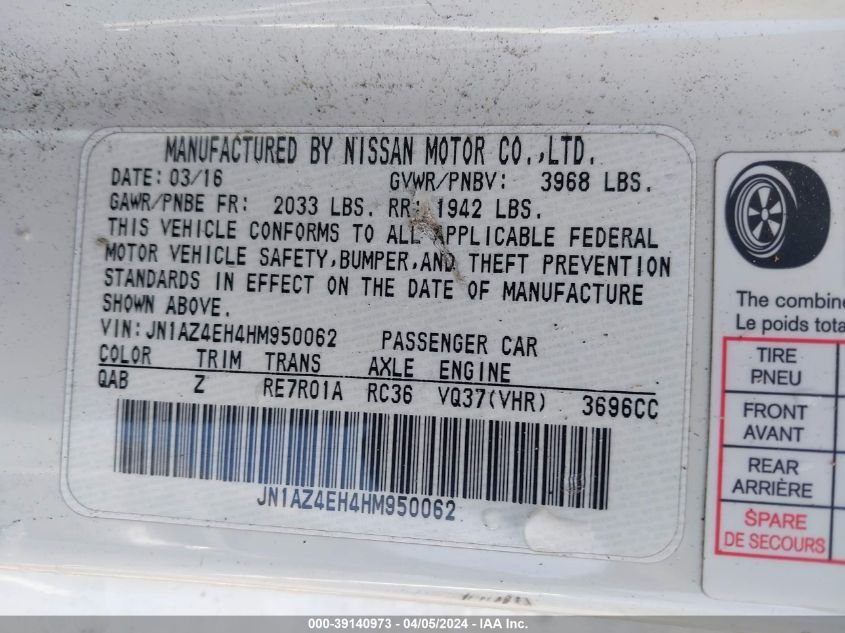 MANUFACTURED BY NISSAN MOTOR CO.,LTD.
DATE: 03/16 GVWR/PNBV: 3968 LBS.
GAWR/PNBE FR: 2033 LBS. RR: 1942 LBS.
THIS VEHICLE CONFORMS TO ALL APPLICABLE FEDERAL
MOTOR VEHICLE SAFETY,BUMPER,AND THEFT PREVENTION
STANDARDS IN EFFECT ON THE DATE OF MANUFACTURE
SHOWN ABOVE.
VIN:JN1AZ4EH4HM950062 PASSENGER CAR
COLOR TRIM TRANS AXLE ENGINE
QAB Z RE7R01A RC36 VQ37(VHR) 3696CC
JN1AZ4EH4HM950062
The combine
Le poids tota
TIRE
PNEU
FRONT
AVANT
REAR
ARRIÈRE
SPARE
DE SECOURS
000-39140973 - 04/05/2024 - IAA Inc.